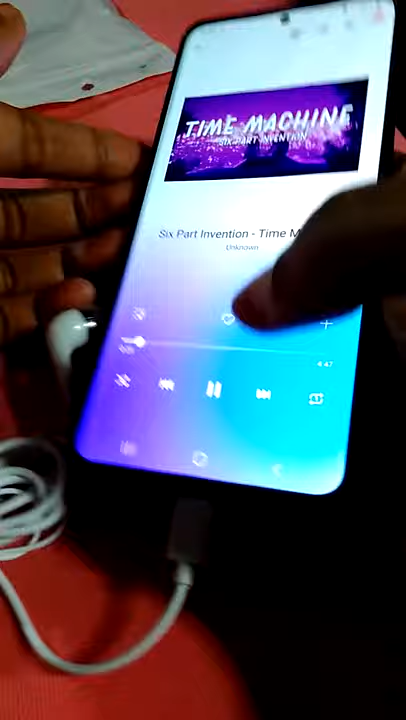 TIME MACHINE
SIX PART INVENTION
Six Part Invention - Time M
Unknown
4:47